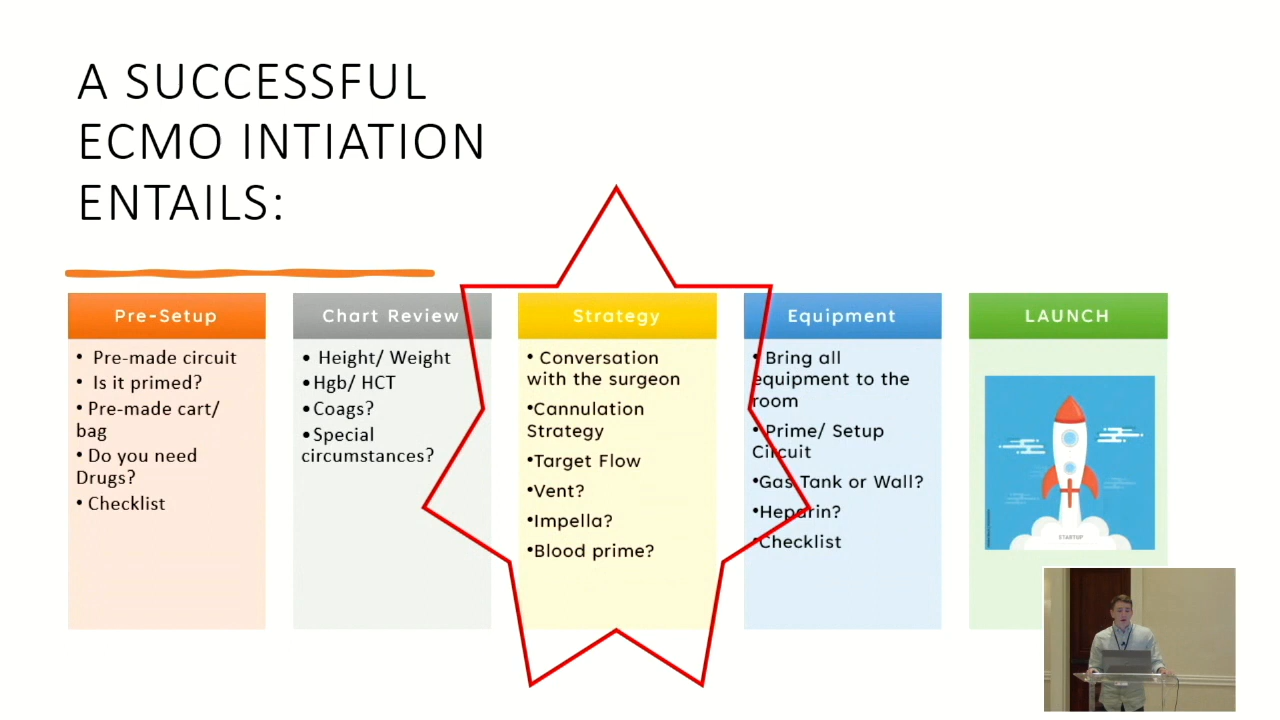 A SUCCESSFUL
ECMO INTIATION
ENTAILS:
Pre-Setup
• Pre-made circuit
• Is it primed?
• Pre-made cart/
bag
• Do you need
Drugs?
• Checklist
Chart Review
• Height/ Weight
•Hgb/ HCT
•Coags?
•Special
circumstances?
Strategy
• Conversation
with the surgeon
•Cannulation
Strategy
•Target Flow
•Vent?
•Impella?
•Blood prime?
Equipment
• Bring all
equipment to the
room
• Prime/ Setup
Circuit
•Gas Tank or Wall?
•Heparin?
•Checklist
LAUNCH
STARTUP